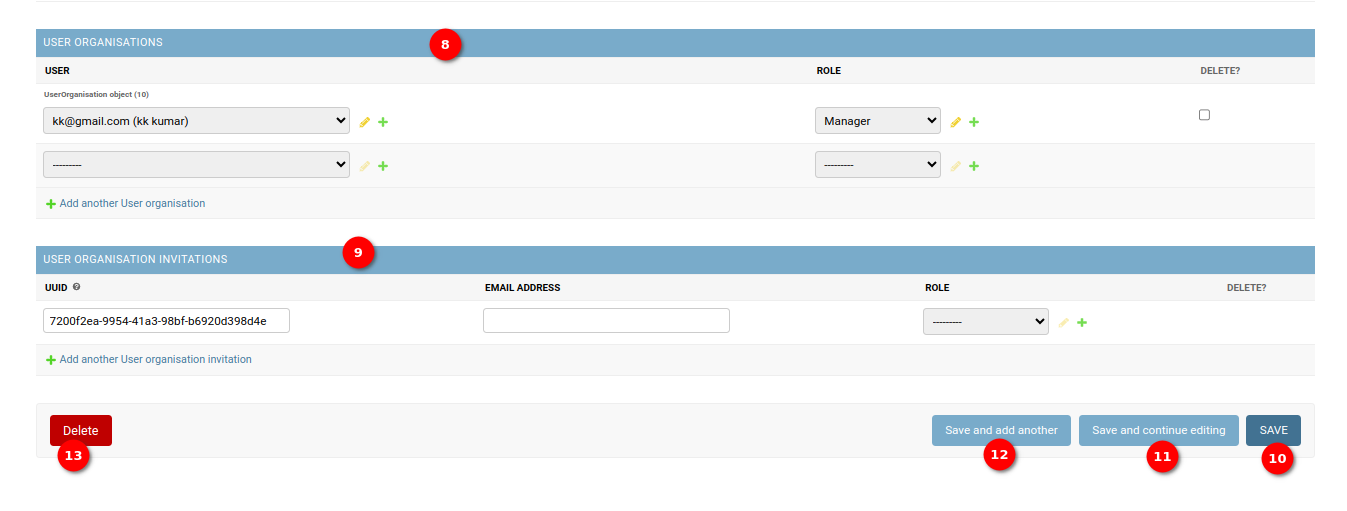 USER ORGANISATIONS 8
USER ROLE DELETE?
UserOrganisation object (10)
kk@gmail.com (kk kumar) Manager
--------- ---------
Add another User organisation
9
USER ORGANISATION INVITATIONS
UUID EMAIL ADDRESS ROLE DELETE?
7200f2ea-9954-41a3-98bf-b6920d398d4e ---------
Add another User organisation invitation
Delete Save and add another Save and continue editing SAVE
13 12 11 10